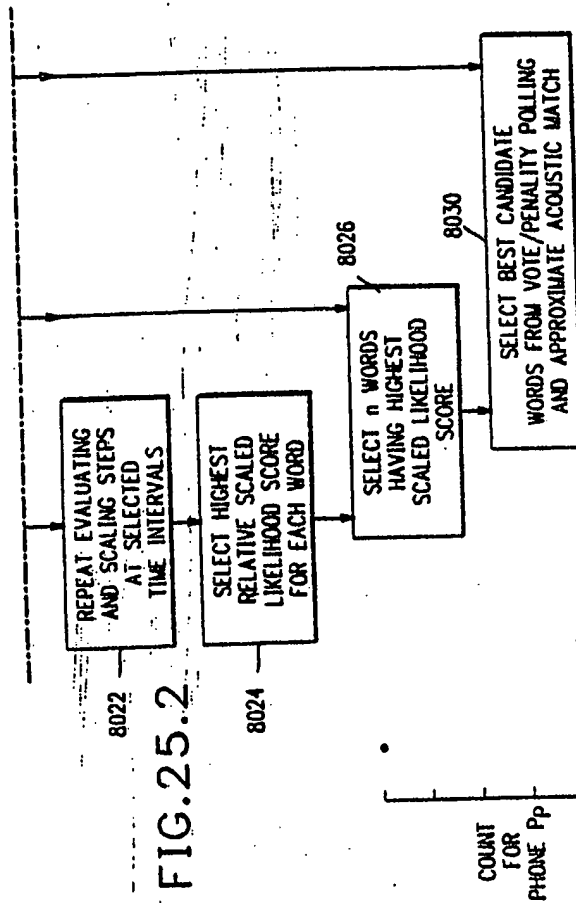 REPEAT EVALUATING
AND SCALING STEPS
AT SELECTED
TIME INTERVALS
8022
SELECT HIGHEST
RELATIVE SCALED
LIKELIHOOD SCORE
FOR EACH WORD
8024
8026
SELECT n WORDS
HAVING HIGHEST
SCALED LIKELIHOOD
SCORE
8030
SELECT BEST CANDIDATE
WORDS FROM VOTE/PENALITY POLLING
AND APPROXIMATE ACOUSTIC MATCH
FIG.25.2
COUNT
FOR
PHONE Pp